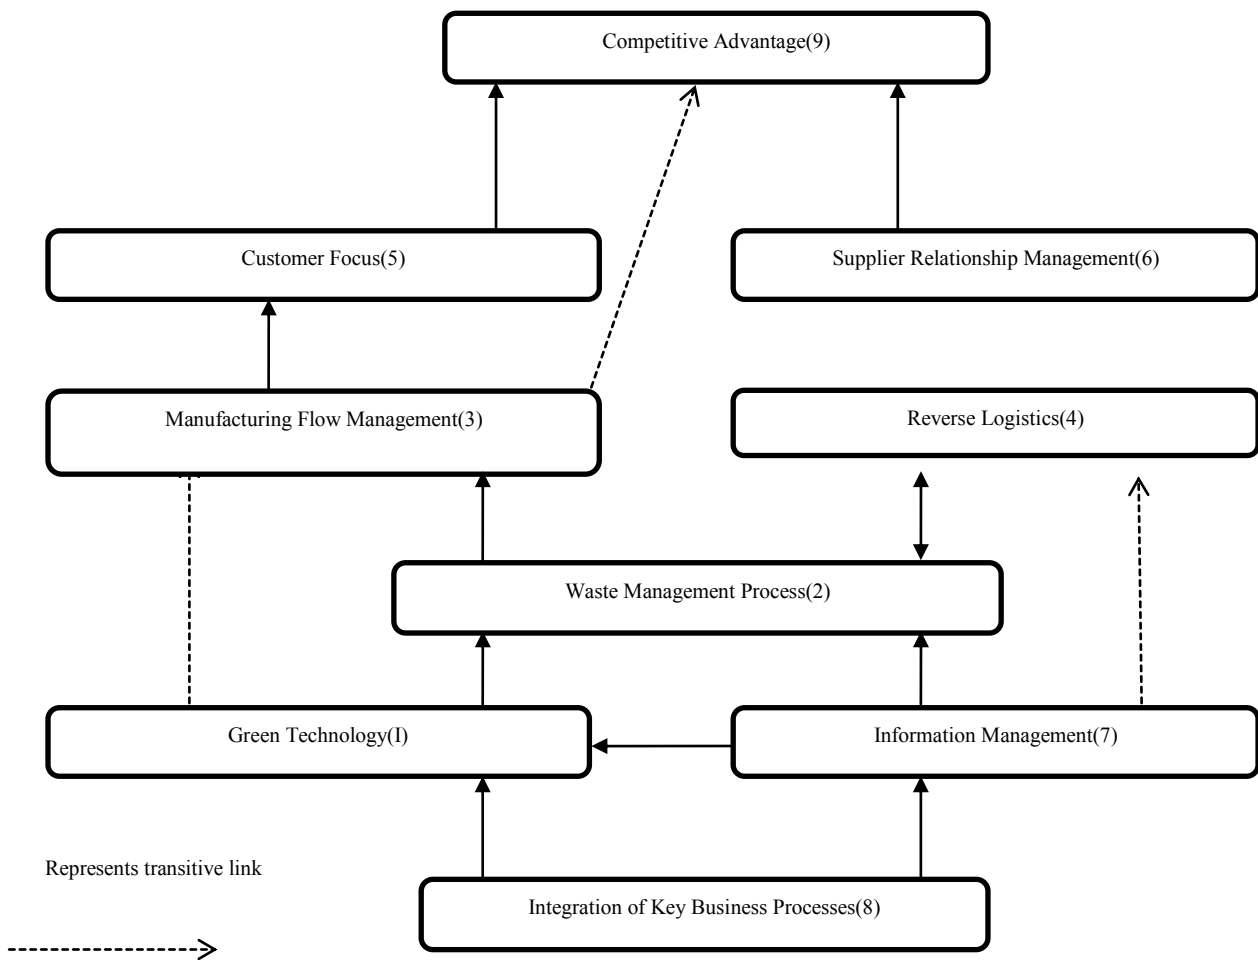 Competitive Advantage(9)
Customer Focus(5)
Supplier Relationship Management(6)
Manufacturing Flow Management(3)
Reverse Logistics(4)
Waste Management Process(2)
Green Technology(I)
Information Management(7)
Represents transitive link
Integration of Key Business Processes(8)